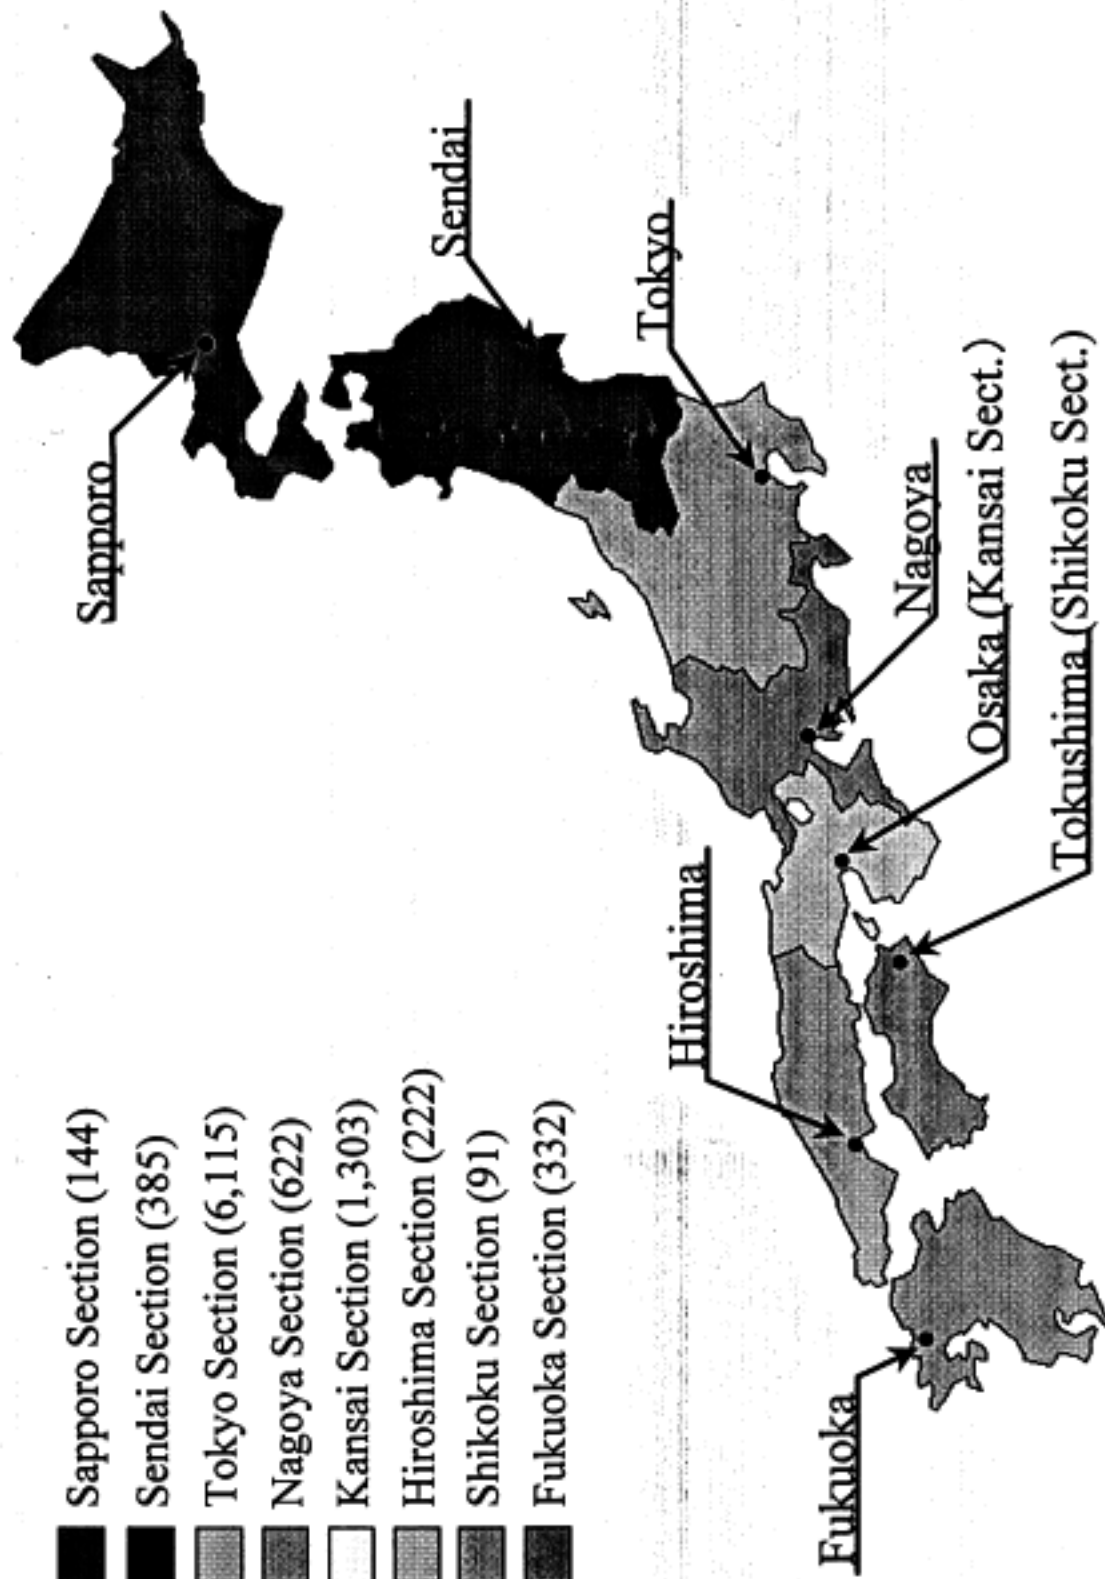 Sapporo Section (144)
Sendai Section (385)
Tokyo Section (6,115)
Nagoya Section (622)
Kansai Section (1,303)
Hiroshima Section (222)
Shikoku Section (91)
Fukuoka Section (332)
Sapporo
Sendai
Tokyo
Nagoya
Osaka (Kansai Sect.)
Tokushima (Shikoku Sect.)
Hiroshima
Fukuoka